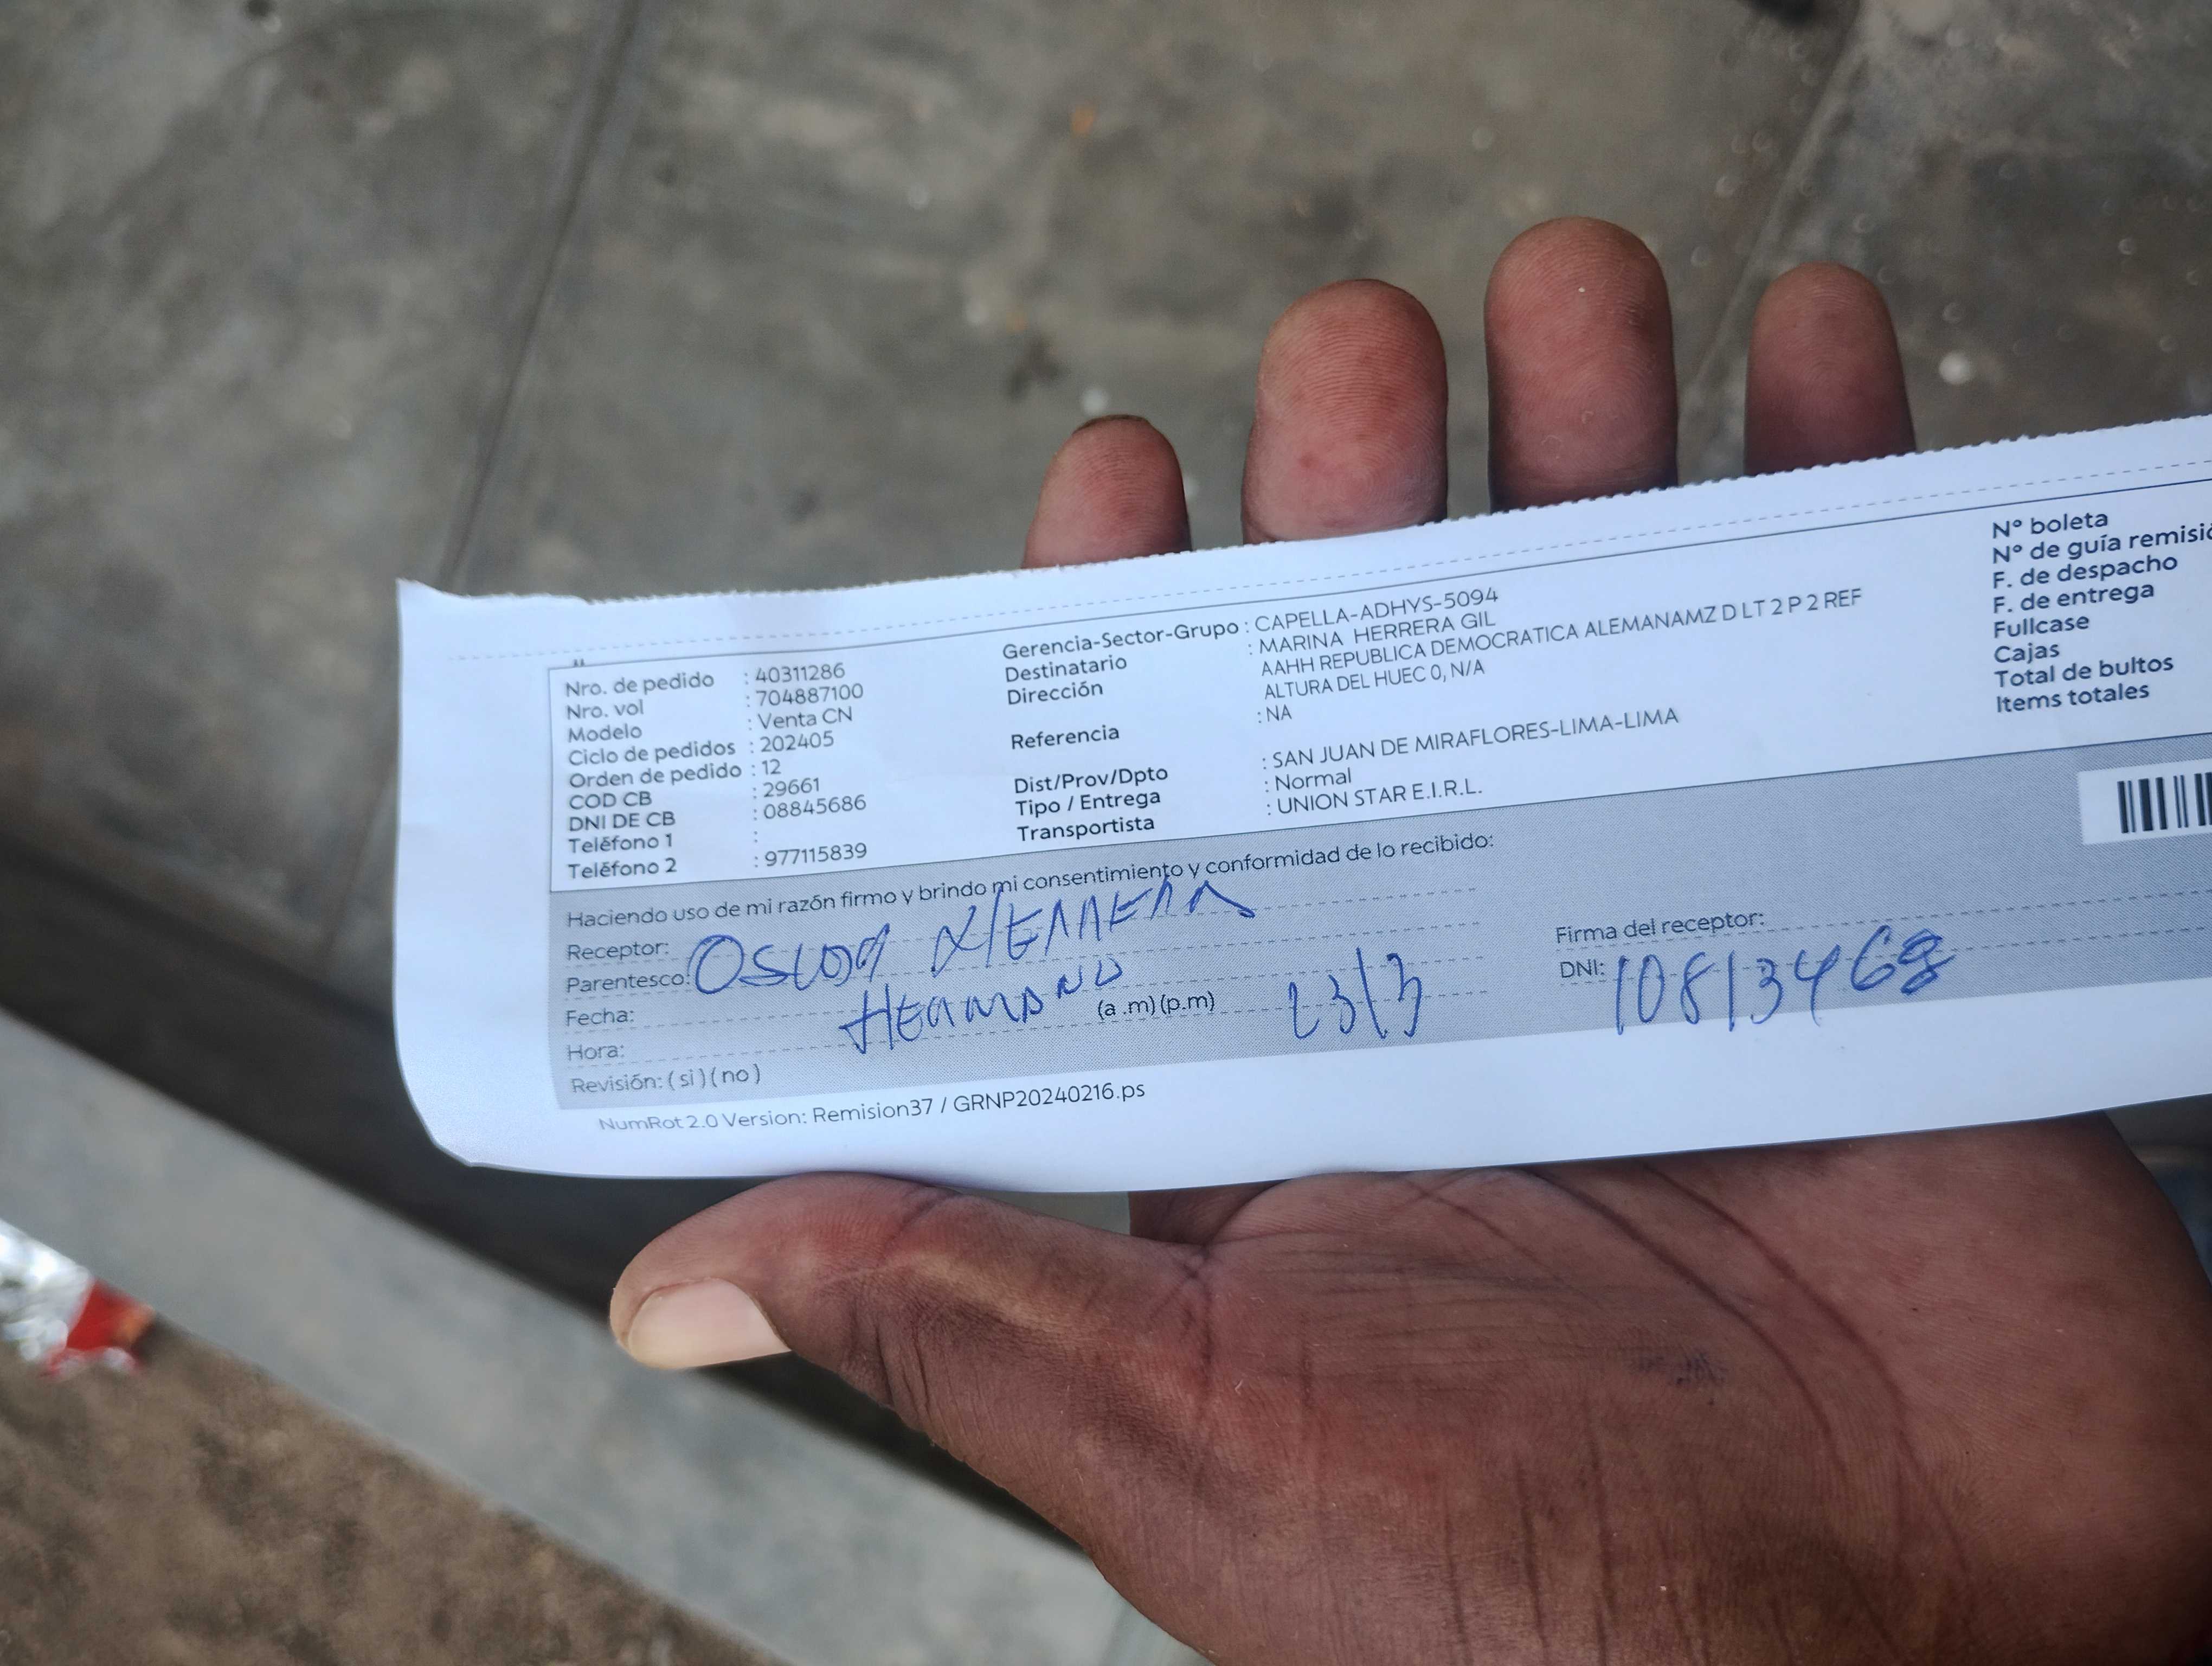 Nro. de pedido : 40311286
Nro. vol : 704887100
Modelo : Venta CN
Ciclo de pedidos : 202405
Orden de pedido : 12
COD CB : 29661
DNI DE CB : 08845686
Teléfono 1 :
Teléfono 2 : 977115839
Gerencia-Sector-Grupo : CAPELLA-ADHYS-5094
Destinatario : MARINA HERRERA GIL
Dirección : AAHH REPUBLICA DEMOCRATICA ALEMANAMZ D LT 2 P 2 REF
ALTURA DEL HUEC 0, N/A
Referencia : NA
Dist/Prov/Dpto : SAN JUAN DE MIRAFLORES-LIMA-LIMA
Tipo / Entrega : Normal
Transportista : UNION STAR E.I.R.L.
N° boleta
N° de guía remisió
F. de despacho
F. de entrega
Fullcase
Cajas
Total de bultos
Items totales
Haciendo uso de mi razón firmo y brindo mi consentimiento y conformidad de lo recibido:
Receptor:
Parentesco:
HERMANO
Fecha:
(a .m) (p.m) 23/3
Hora:
Revisión: ( si ) ( no )
Firma del receptor:
DNI: 10813468
NumRot 2.0 Version: Remision37 / GRNP20240216.ps